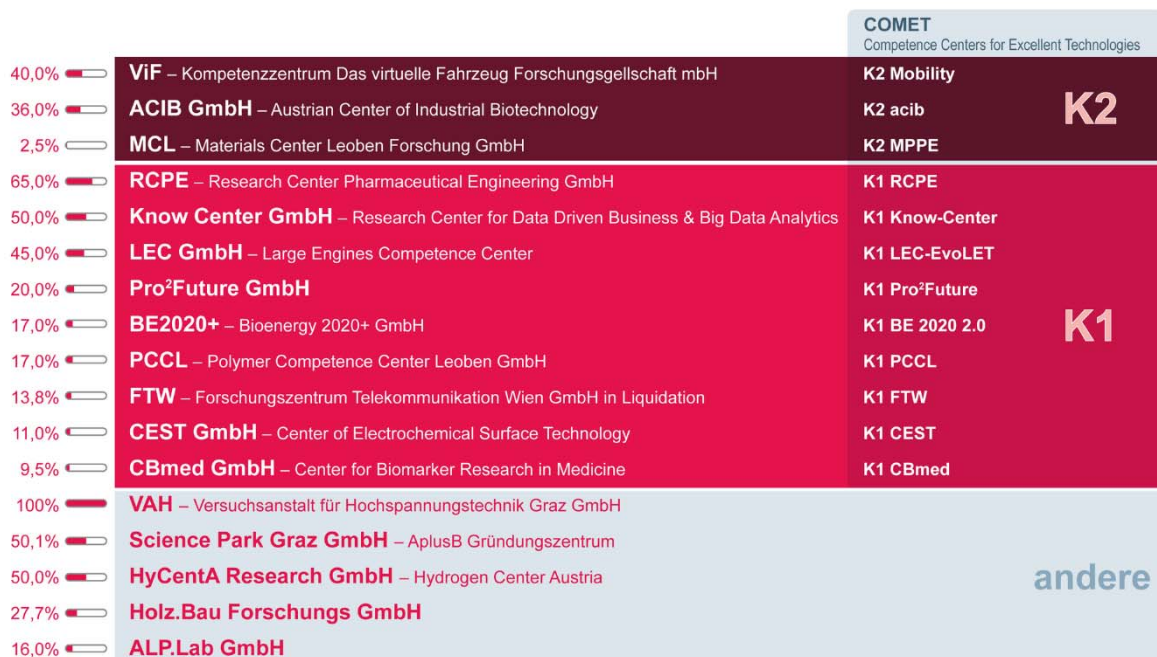 COMET
Competence Centers for Excellent Technologies
40,0% ViF – Kompetenzzentrum Das virtuelle Fahrzeug Forschungsgellschaft mbH K2 Mobility
36,0% ACIB GmbH – Austrian Center of Industrial Biotechnology K2 acib
K2
2,5% MCL – Materials Center Leoben Forschung GmbH K2 MPPE
65,0% RCPE – Research Center Pharmaceutical Engineering GmbH K1 RCPE
50,0% Know Center GmbH – Research Center for Data Driven Business & Big Data Analytics K1 Know-Center
45,0% LEC GmbH – Large Engines Competence Center K1 LEC-EvoLET
20,0% Pro²Future GmbH K1 Pro²Future
17,0% BE2020+ – Bioenergy 2020+ GmbH K1 BE 2020 2.0
K1
17,0% PCCL – Polymer Competence Center Leoben GmbH K1 PCCL
13,8% FTW – Forschungszentrum Telekommunikation Wien GmbH in Liquidation K1 FTW
11,0% CEST GmbH – Center of Electrochemical Surface Technology K1 CEST
9,5% CBmed GmbH – Center for Biomarker Research in Medicine K1 CBmed
100% VAH – Versuchsanstalt für Hochspannungstechnik Graz GmbH
50,1% Science Park Graz GmbH – AplusB Gründungszentrum
50,0% HyCentA Research GmbH – Hydrogen Center Austria
andere
27,7% Holz.Bau Forschungs GmbH
16,0% ALP.Lab GmbH